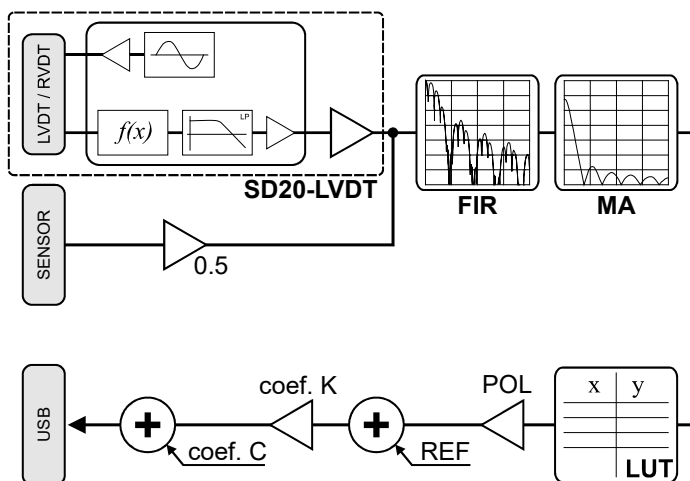 LVDT / RVDT
f(x)
LP
SD20-LVDT
FIR
MA
SENSOR
0.5
USB
coef. C
coef. K
REF
POL
x y
LUT